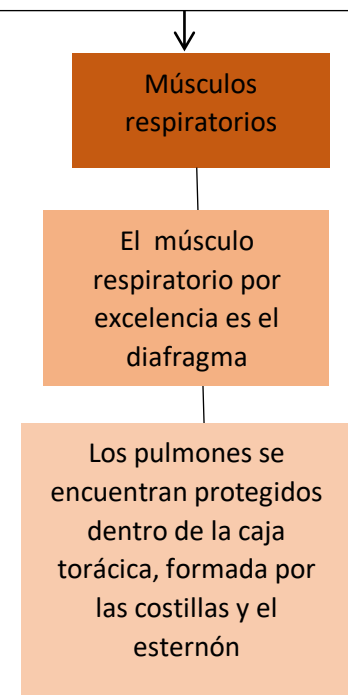 Músculos
respiratorios
El músculo
respiratorio por
excelencia es el
diafragma
Los pulmones se
encuentran protegidos
dentro de la caja
torácica, formada por
las costillas y el
esternón